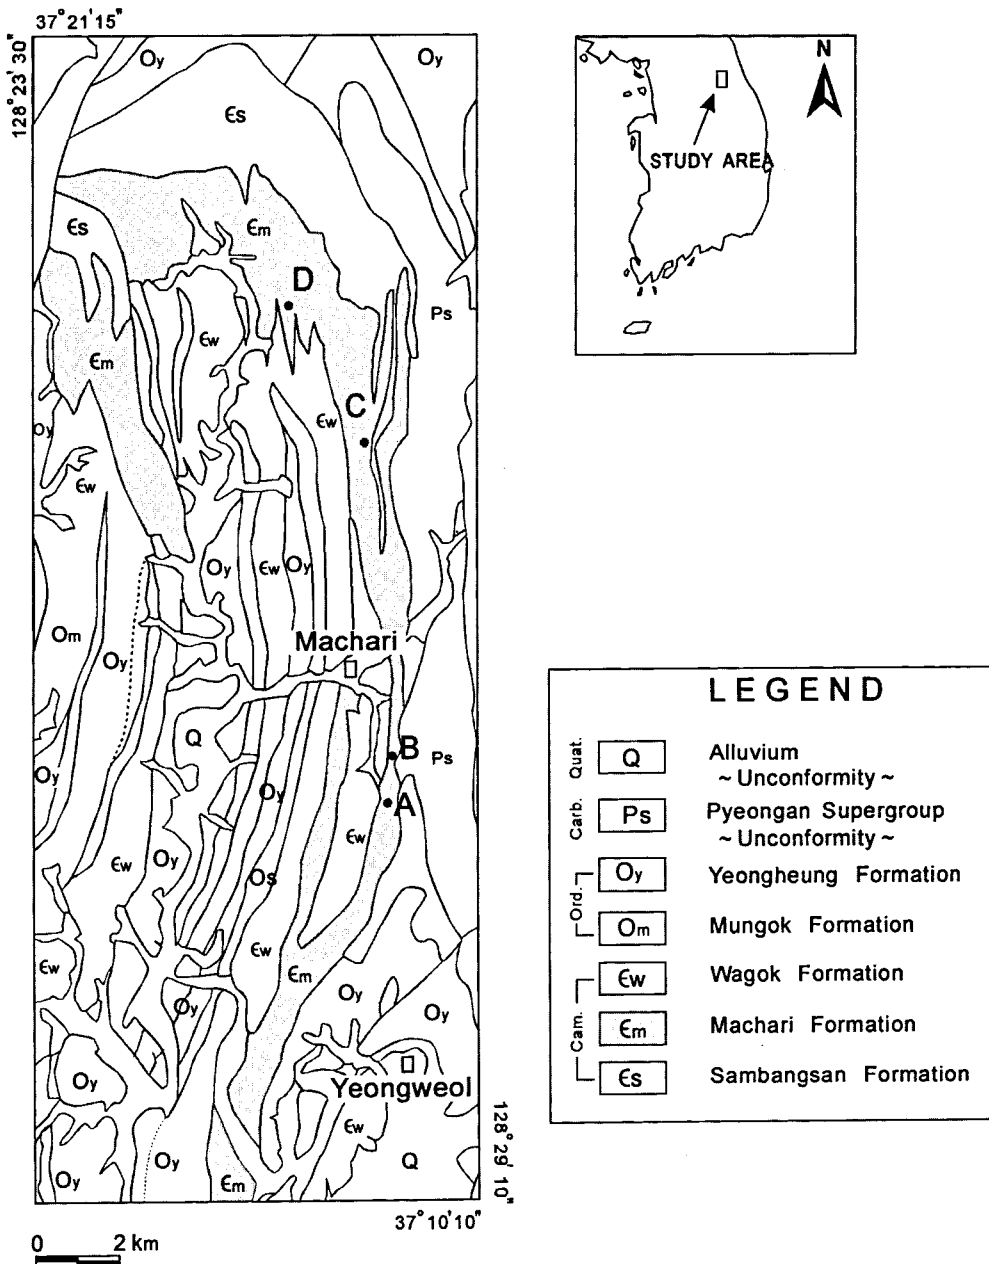 37°21'15"
128°23'30"
Oy
Oy
Єs
Єs
Єm
D
Ps
Єw
Єm
C
Єw
Oy
Єw
Oy
Єw
Oy
Machari
Om
Oy
Q
B
Ps
Oy
Oy
A
Єw
Єw
Oy
Os
Єw
Єw
Єm
Oy
Oy
Oy
Oy
Yeongweol
Єw
Oy
Oy
Єm
Q
128°29'10"
37°10'10"
0 2 km
N
STUDY AREA
LEGEND
Quat.
Q Alluvium
~ Unconformity ~
Carb.
Ps Pyeongan Supergroup
~ Unconformity ~
Ord.
Oy Yeongheung Formation
Om Mungok Formation
Cam.
Єw Wagok Formation
Єm Machari Formation
Єs Sambangsan Formation